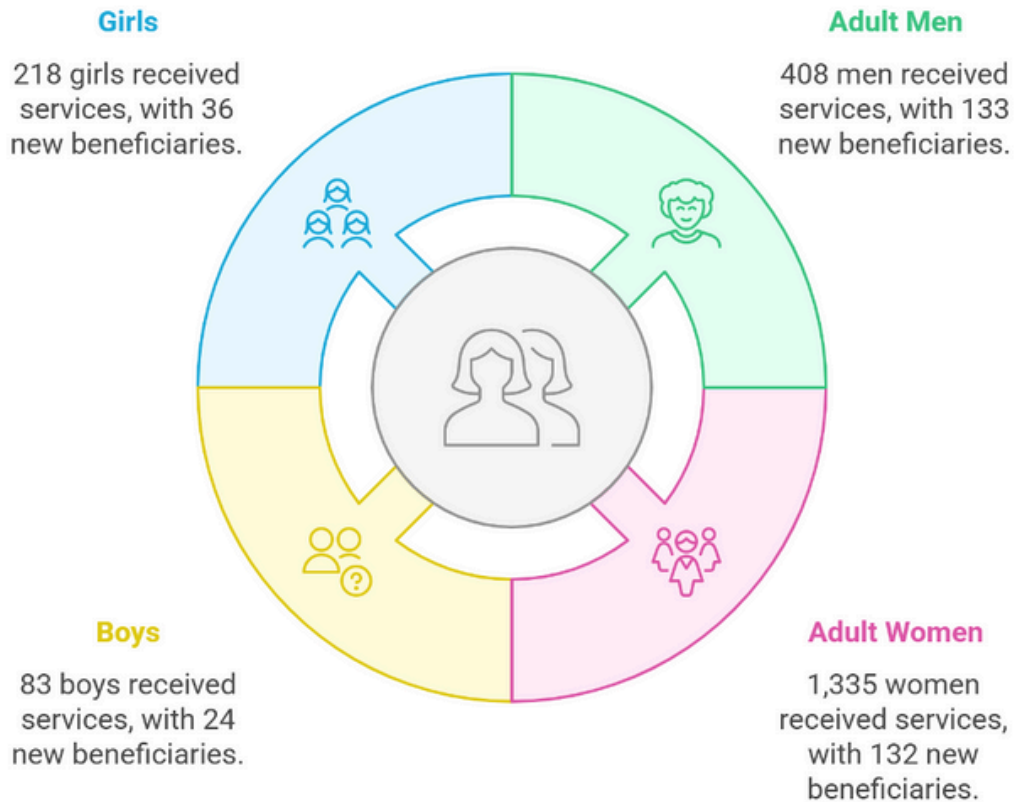 Girls
218 girls received
services, with 36
new beneficiaries.
Adult Men
408 men received
services, with 133
new beneficiaries.
?
Boys
83 boys received
services, with 24
new beneficiaries.
Adult Women
1,335 women
received services,
with 132 new
beneficiaries.